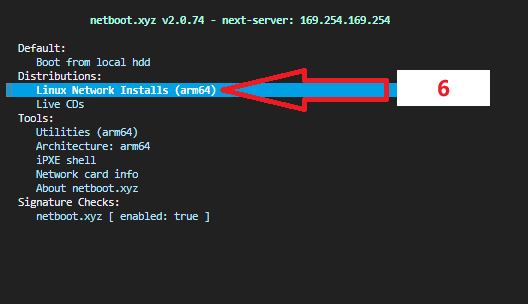 netboot.xyz v2.0.74 - next-server: 169.254.169.254
Default:
Boot from local hdd
Distributions:
Linux Network Installs (arm64)
6
Live CDs
Tools:
Utilities (arm64)
Architecture: arm64
iPXE shell
Network card info
About netboot.xyz
Signature Checks:
netboot.xyz [ enabled: true ]